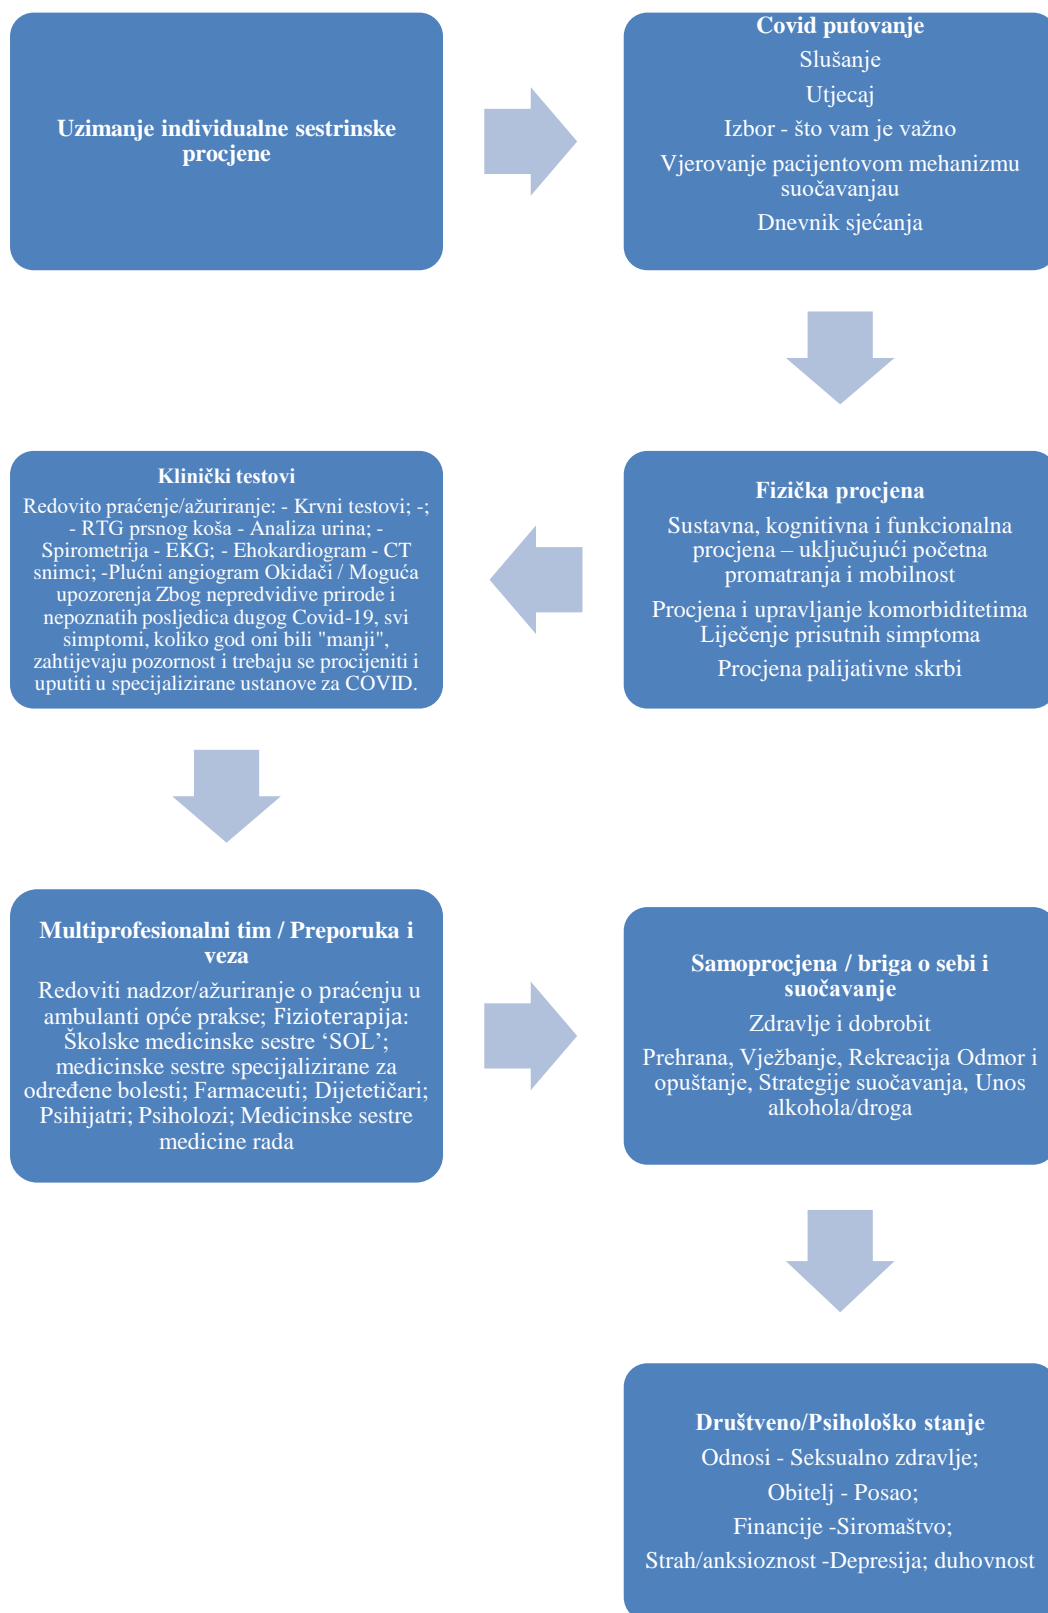 Uzimanje individualne sestrinske
procjene
Covid putovanje
Slušanje
Utjecaj
Izbor - što vam je važno
Vjerovanje pacijentovom mehanizmu
suočavanjau
Dnevnik sjećanja
Fizička procjena
Sustavna, kognitivna i funkcionalna
procjena – uključujući početna
promatranja i mobilnost
Procjena i upravljanje komorbiditetima
Liječenje prisutnih simptoma
Procjena palijativne skrbi
Klinički testovi
Redovito praćenje/ažuriranje: - Krvni testovi; -;
- RTG prsnog koša - Analiza urina; -
Spirometrija - EKG; - Ehokardiogram - CT
snimci; -Plućni angiogram Okidači / Moguća
upozorenja Zbog nepredvidive prirode i
nepoznatih posljedica dugog Covid-19, svi
simptomi, koliko god oni bili "manji",
zahtijevaju pozornost i trebaju se procijeniti i
uputiti u specijalizirane ustanove za COVID.
Multiprofesionalni tim / Preporuka i
veza
Redoviti nadzor/ažuriranje o praćenju u
ambulanti opće prakse; Fizioterapija:
Školske medicinske sestre ‘SOL’;
medicinske sestre specijalizirane za
određene bolesti; Farmaceuti; Dijetetičari;
Psihijatri; Psiholozi; Medicinske sestre
medicine rada
Samoprocjena / briga o sebi i
suočavanje
Zdravlje i dobrobit
Prehrana, Vježbanje, Rekreacija Odmor i
opuštanje, Strategije suočavanja, Unos
alkohola/droga
Društveno/Psihološko stanje
Odnosi - Seksualno zdravlje;
Obitelj - Posao;
Financije -Siromaštvo;
Strah/anksioznost -Depresija; duhovnost